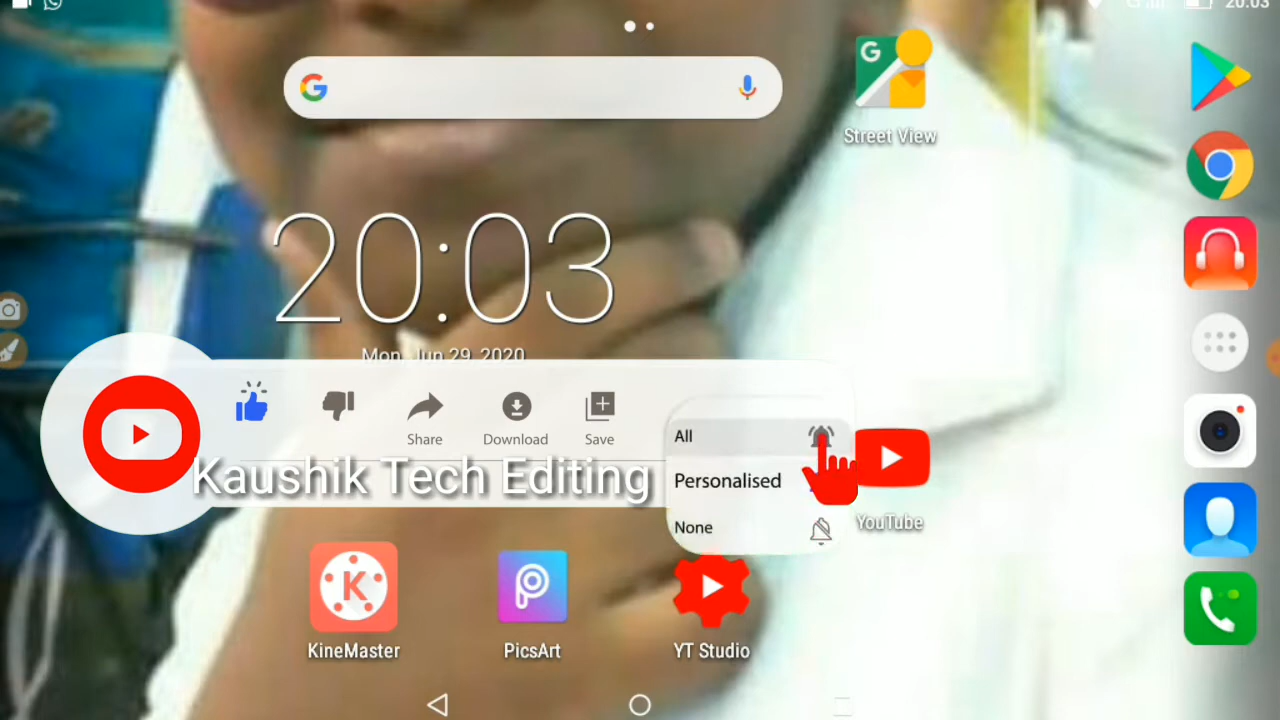 20:03
Street View
20:03
Mon, Jun 29, 2020
Share
Download
Save
All
Personalised
None
Kaushik Tech Editing
YouTube
KineMaster
PicsArt
YT Studio